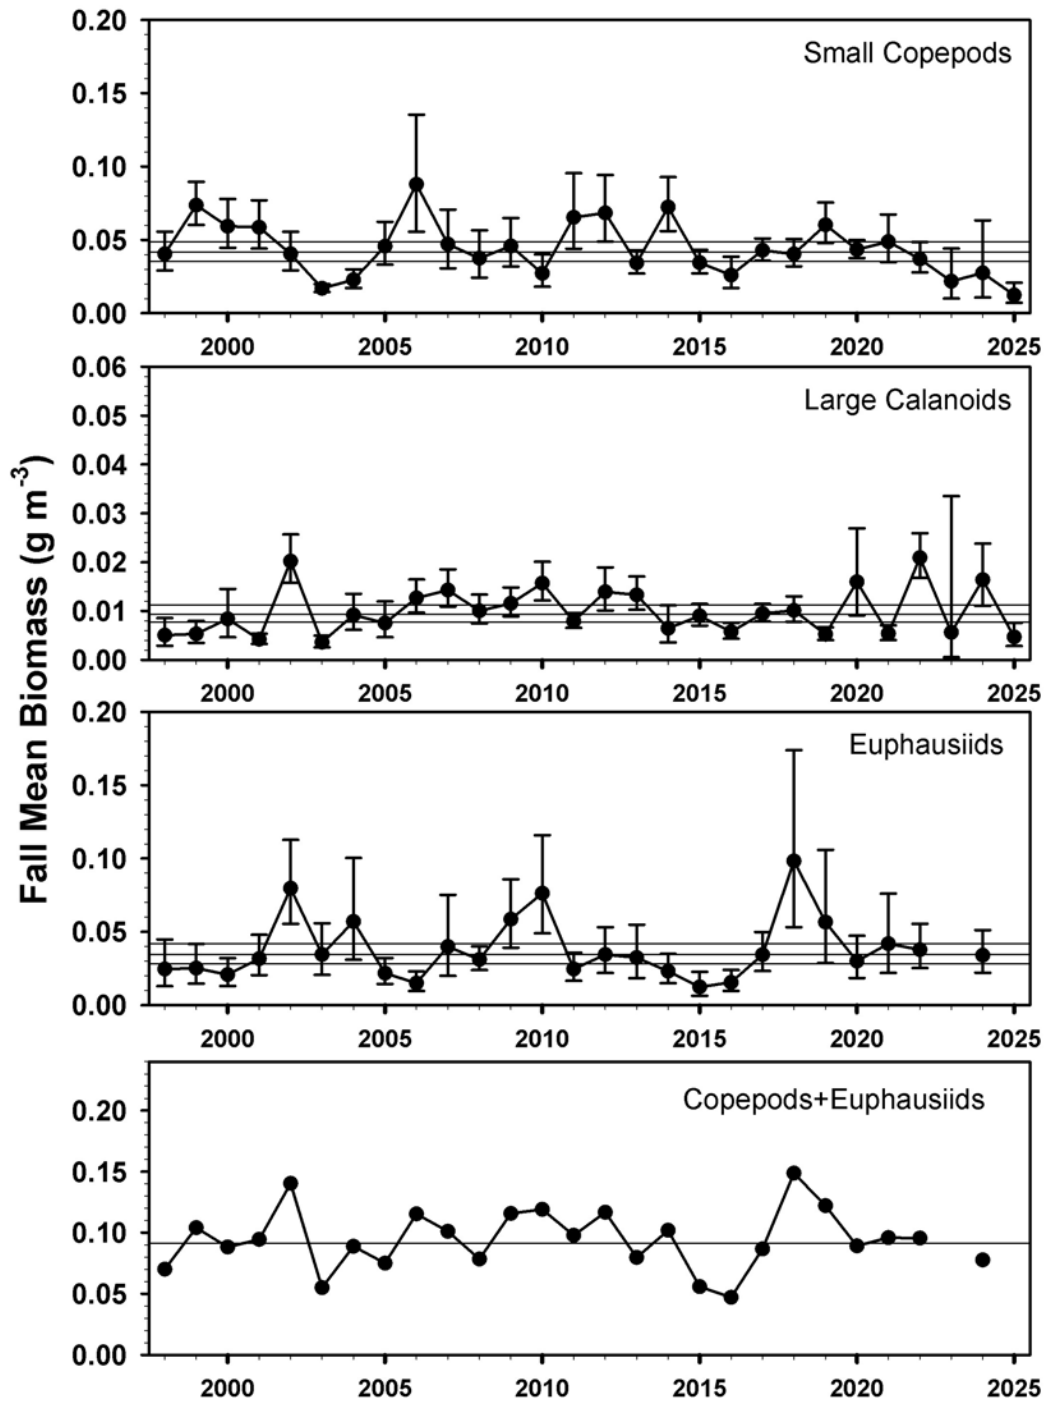 Fall Mean Biomass (g m-3)
0.20
Small Copepods
0.15
0.10
0.05
0.00
2000 2005 2010 2015 2020 2025
0.06
Large Calanoids
0.05
0.04
0.03
0.02
0.01
0.00
2000 2005 2010 2015 2020 2025
0.20
Euphausiids
0.15
0.10
0.05
0.00
2000 2005 2010 2015 2020 2025
Copepods+Euphausiids
0.20
0.15
0.10
0.05
0.00
2000 2005 2010 2015 2020 2025